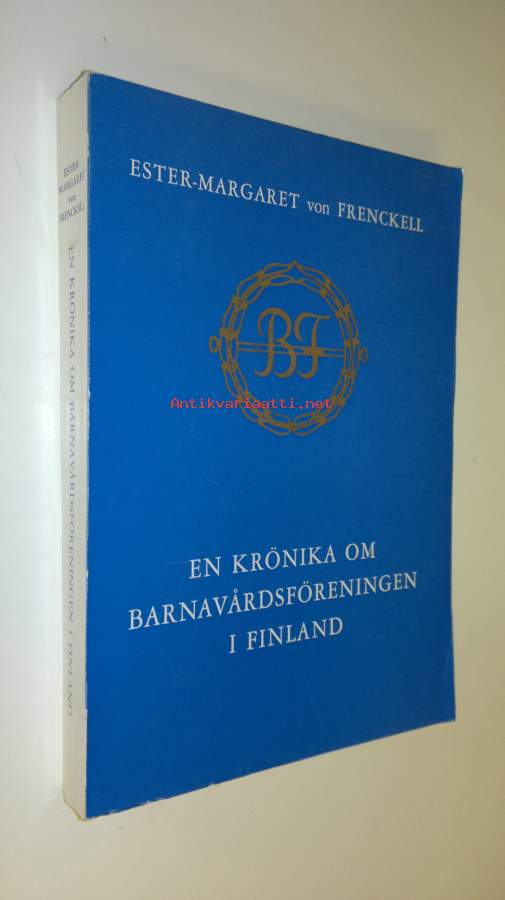 ESTER-MARGARET von FRENCKELL
BF
Antikvariaatti.net
EN KRÖNIKA OM
BARNAVÅRDSFÖRENINGEN
I FINLAND
ESTER-
MARGARET
von
FRENCKELL
EN KRÖNIKA OM BARNAVÅRDSFÖRENINGEN I FINLAND